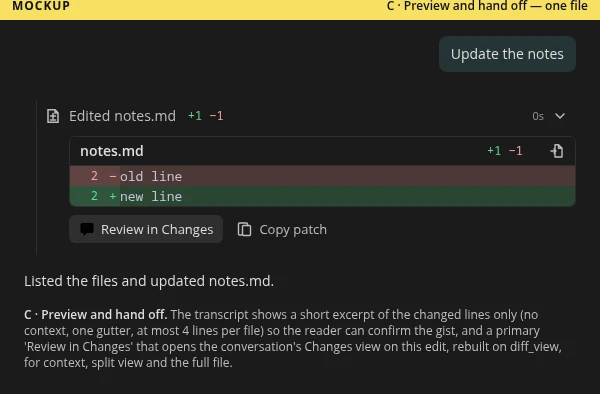 MOCKUP
C · Preview and hand off — one file
Update the notes
Edited notes.md +1 −1 0s
notes.md +1 −1
2 −old line
2 +new line
Review in Changes Copy patch
Listed the files and updated notes.md.
C · Preview and hand off. The transcript shows a short excerpt of the changed lines only (no
context, one gutter, at most 4 lines per file) so the reader can confirm the gist, and a primary
'Review in Changes' that opens the conversation's Changes view on this edit, rebuilt on diff_view,
for context, split view and the full file.